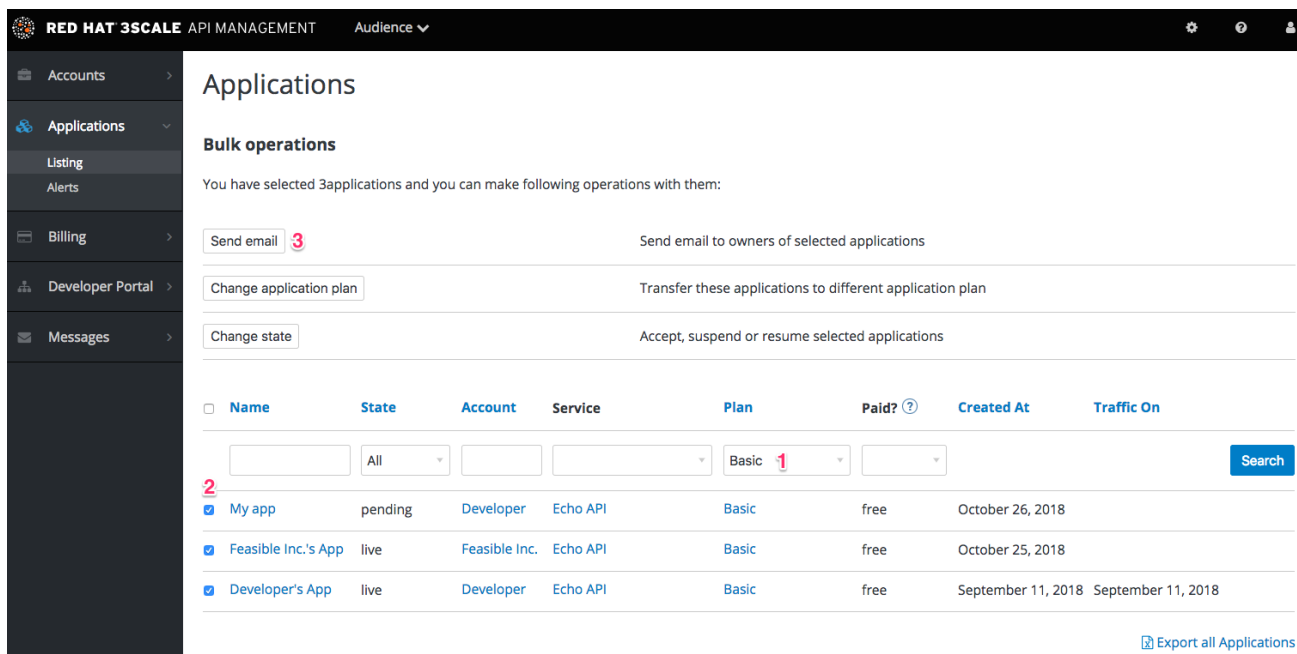 RED HAT 3SCALE API MANAGEMENT Audience
Accounts
Applications
Listing
Alerts
Billing
Developer Portal
Messages
Applications
Bulk operations
You have selected 3applications and you can make following operations with them:
Send email 3 Send email to owners of selected applications
Change application plan Transfer these applications to different application plan
Change state Accept, suspend or resume selected applications
Name State Account Service Plan Paid? ? Created At Traffic On
All Basic 1 Search
2
My app pending Developer Echo API Basic free October 26, 2018
Feasible Inc.'s App live Feasible Inc. Echo API Basic free October 25, 2018
Developer's App live Developer Echo API Basic free September 11, 2018 September 11, 2018
Export all Applications